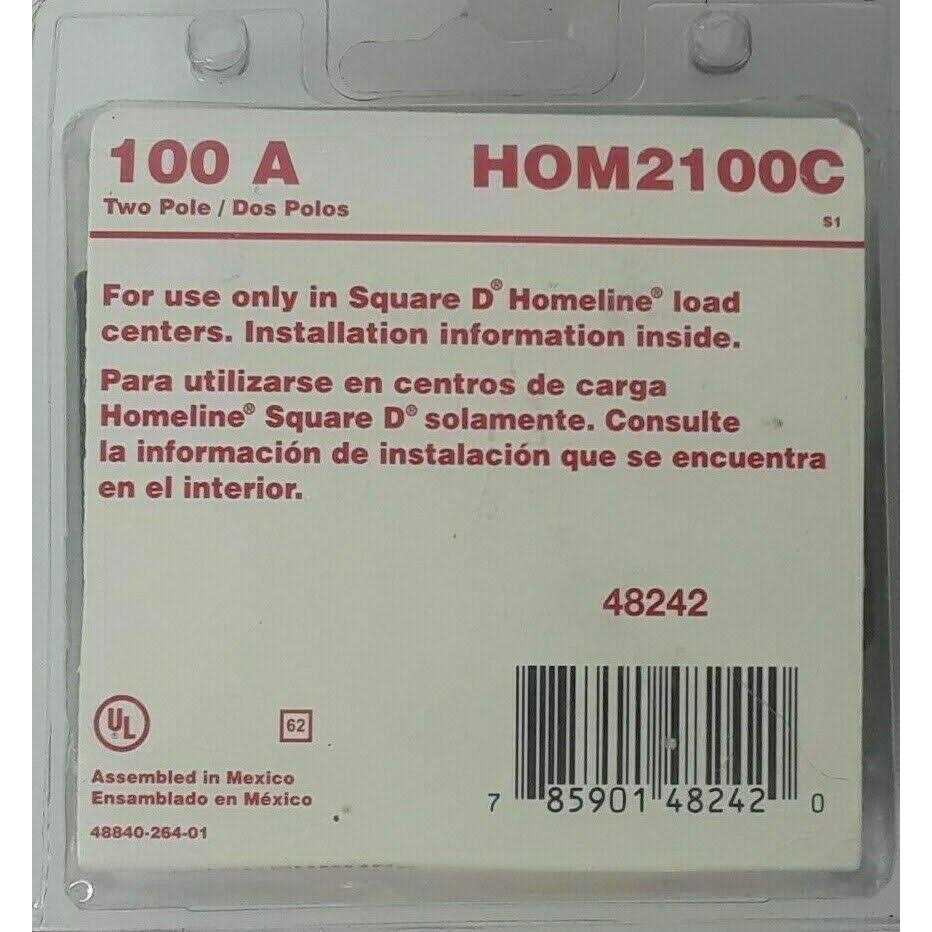 100 A HOM2100C
Two Pole / Dos Polos
S1
For use only in Square D® Homeline® load
centers. Installation information inside.
Para utilizarse en centros de carga
Homeline® Square D® solamente. Consulte
la información de instalación que se encuentra
en el interior.
48242
UL ®
62
Assembled in Mexico
Ensamblado en México
48840-264-01
7 85901 48242 0